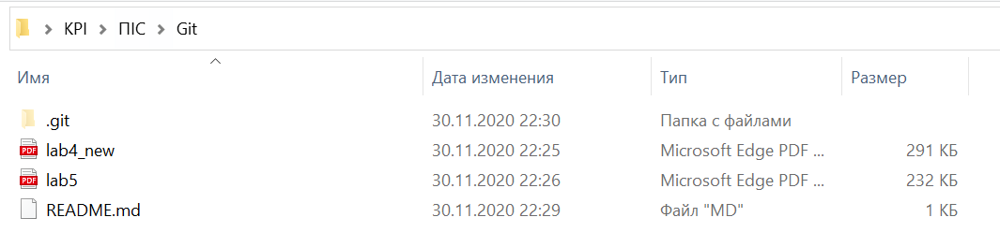 KPI ПІС Git
Имя Дата изменения Тип Размер
.git 30.11.2020 22:30 Папка с файлами
PDF lab4_new 30.11.2020 22:25 Microsoft Edge PDF ... 291 КБ
PDF lab5 30.11.2020 22:26 Microsoft Edge PDF ... 232 КБ
README.md 30.11.2020 22:29 Файл "MD" 1 КБ